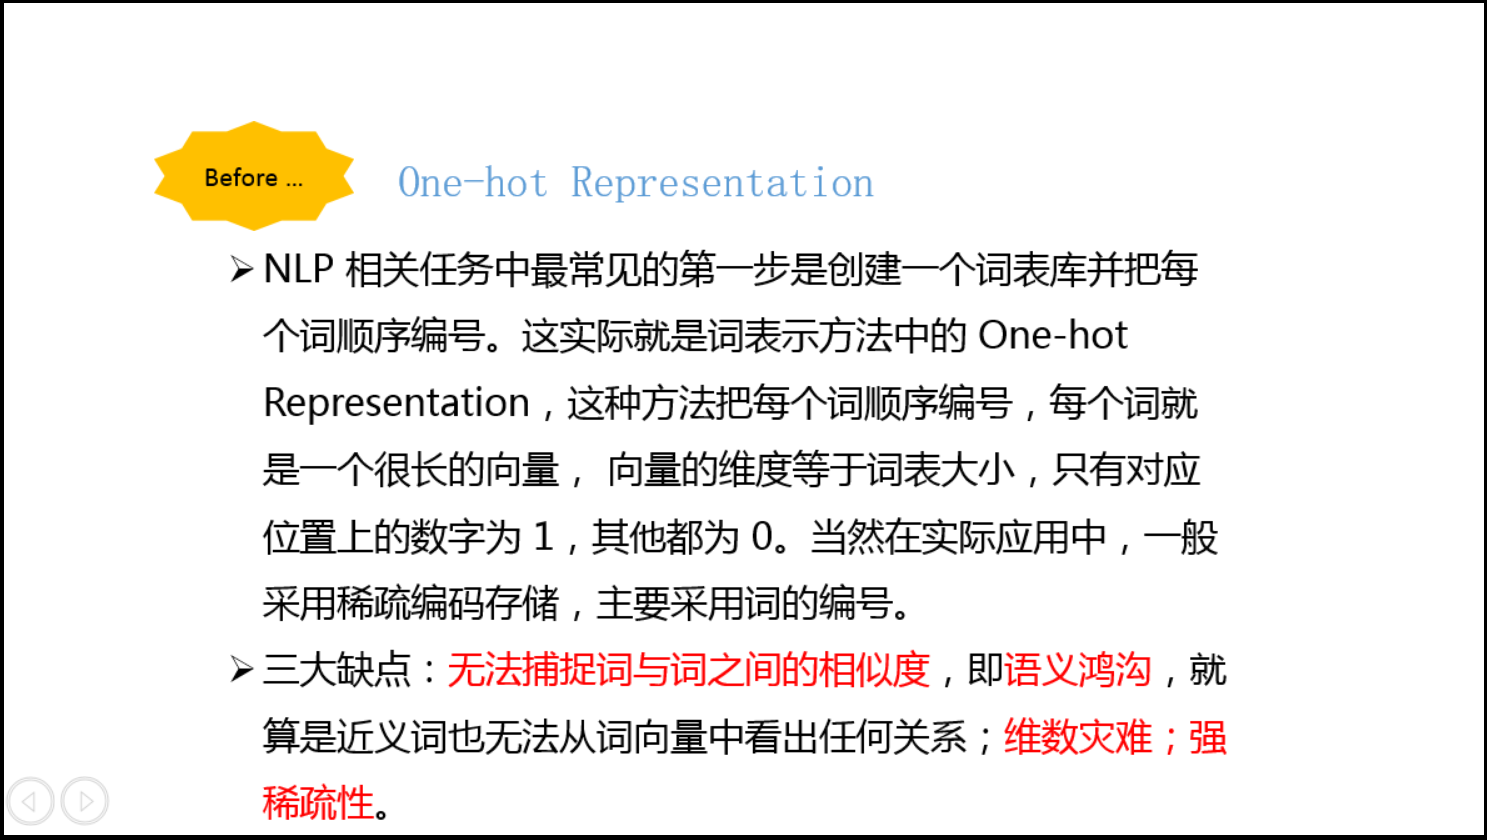 Before ...
One-hot Representation
➢ NLP 相关任务中最常见的第一步是创建一个词表库并把每
个词顺序编号。这实际就是词表示方法中的 One-hot
Representation，这种方法把每个词顺序编号，每个词就
是一个很长的向量， 向量的维度等于词表大小，只有对应
位置上的数字为 1，其他都为 0。当然在实际应用中，一般
采用稀疏编码存储，主要采用词的编号。
➢ 三大缺点：无法捕捉词与词之间的相似度，即语义鸿沟，就
算是近义词也无法从词向量中看出任何关系；维数灾难；强
稀疏性。